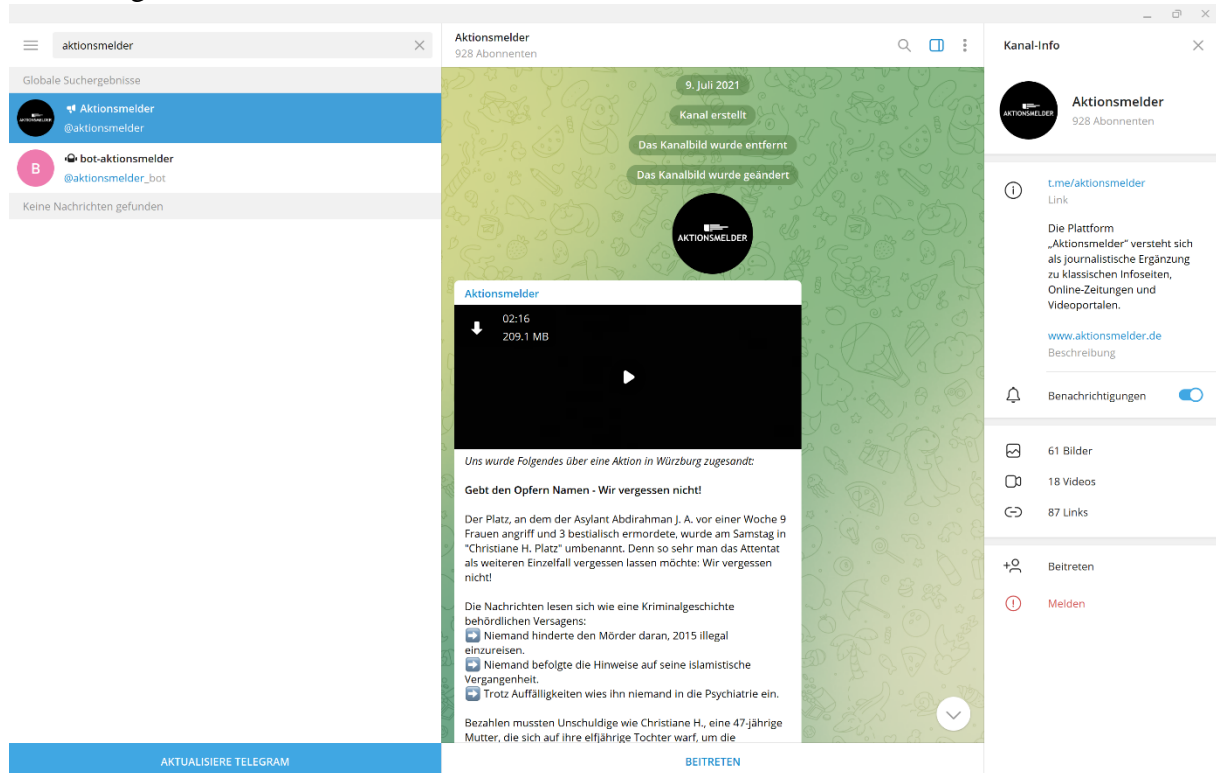 aktionsmelder
Globale Suchergebnisse
Aktionsmelder
@aktionsmelder
B
bot-aktionsmelder
@aktionsmelder_bot
Keine Nachrichten gefunden
AKTUALISIERE TELEGRAM
Aktionsmelder
928 Abonnenten
9. Juli 2021
Kanal erstellt
Das Kanalbild wurde entfernt
Das Kanalbild wurde geändert
AKTIONSMELDER
Aktionsmelder
02:16
209.1 MB
Uns wurde Folgendes über eine Aktion in Würzburg zugesandt:
Gebt den Opfern Namen - Wir vergessen nicht!
Der Platz, an dem der Asylant Abdirahman J. A. vor einer Woche 9
Frauen angriff und 3 bestialisch ermordete, wurde am Samstag in
"Christiane H. Platz" umbenannt. Denn so sehr man das Attentat
als weiteren Einzelfall vergessen lassen möchte: Wir vergessen
nicht!
Die Nachrichten lesen sich wie eine Kriminalgeschichte
behördlichen Versagens:
➡ Niemand hinderte den Mörder daran, 2015 illegal
einzureisen.
➡ Niemand befolgte die Hinweise auf seine islamistische
Vergangenheit.
➡ Trotz Auffälligkeiten wies ihn niemand in die Psychiatrie ein.
Bezahlen mussten Unschuldige wie Christiane H., eine 47-jährige
Mutter, die sich auf ihre elfjährige Tochter warf, um die
BEITRETEN
Kanal-Info
AKTIONSMELDER
Aktionsmelder
928 Abonnenten
t.me/aktionsmelder
Link
Die Plattform
„Aktionsmelder“ versteht sich
als journalistische Ergänzung
zu klassischen Infoseiten,
Online-Zeitungen und
Videoportalen.
www.aktionsmelder.de
Beschreibung
Benachrichtigungen
61 Bilder
18 Videos
87 Links
Beitreten
Melden